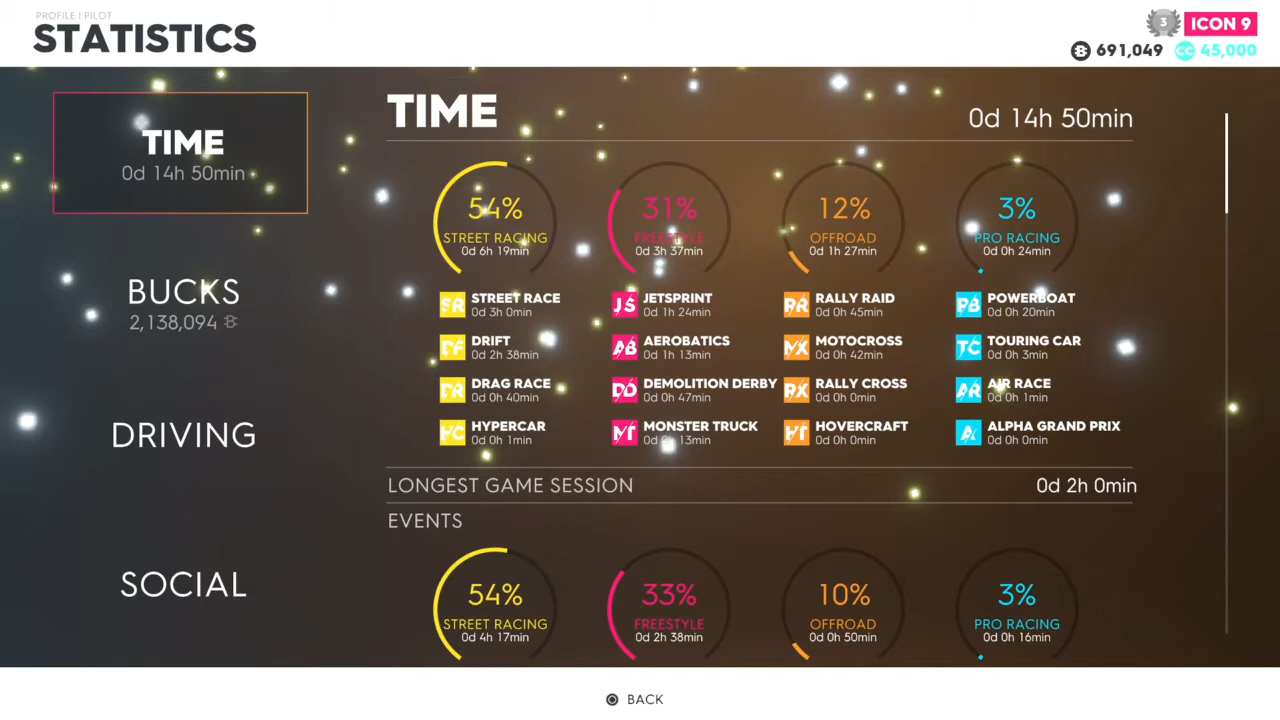 PROFILE | PILOT
STATISTICS
3
ICON 9
691,049
CC 45,000
TIME
0d 14h 50min
BUCKS
2,138,094
DRIVING
SOCIAL
TIME
0d 14h 50min
54%
STREET RACING
0d 6h 19min
31%
FREESTYLE
0d 3h 37min
12%
OFFROAD
0d 1h 27min
3%
PRO RACING
0d 0h 24min
SR STREET RACE
0d 3h 0min
JS JETSPRINT
0d 1h 24min
RR RALLY RAID
0d 0h 45min
PB POWERBOAT
0d 0h 20min
DF DRIFT
0d 2h 38min
AB AEROBATICS
0d 1h 13min
MX MOTOCROSS
0d 0h 42min
TC TOURING CAR
0d 0h 3min
DR DRAG RACE
0d 0h 40min
DD DEMOLITION DERBY
0d 0h 47min
RX RALLY CROSS
0d 0h 0min
AR AIR RACE
0d 0h 1min
HC HYPERCAR
0d 0h 1min
MT MONSTER TRUCK
0d 0h 13min
HT HOVERCRAFT
0d 0h 0min
A ALPHA GRAND PRIX
0d 0h 0min
LONGEST GAME SESSION
0d 2h 0min
EVENTS
54%
STREET RACING
0d 4h 17min
33%
FREESTYLE
0d 2h 38min
10%
OFFROAD
0d 0h 50min
3%
PRO RACING
0d 0h 16min
BACK